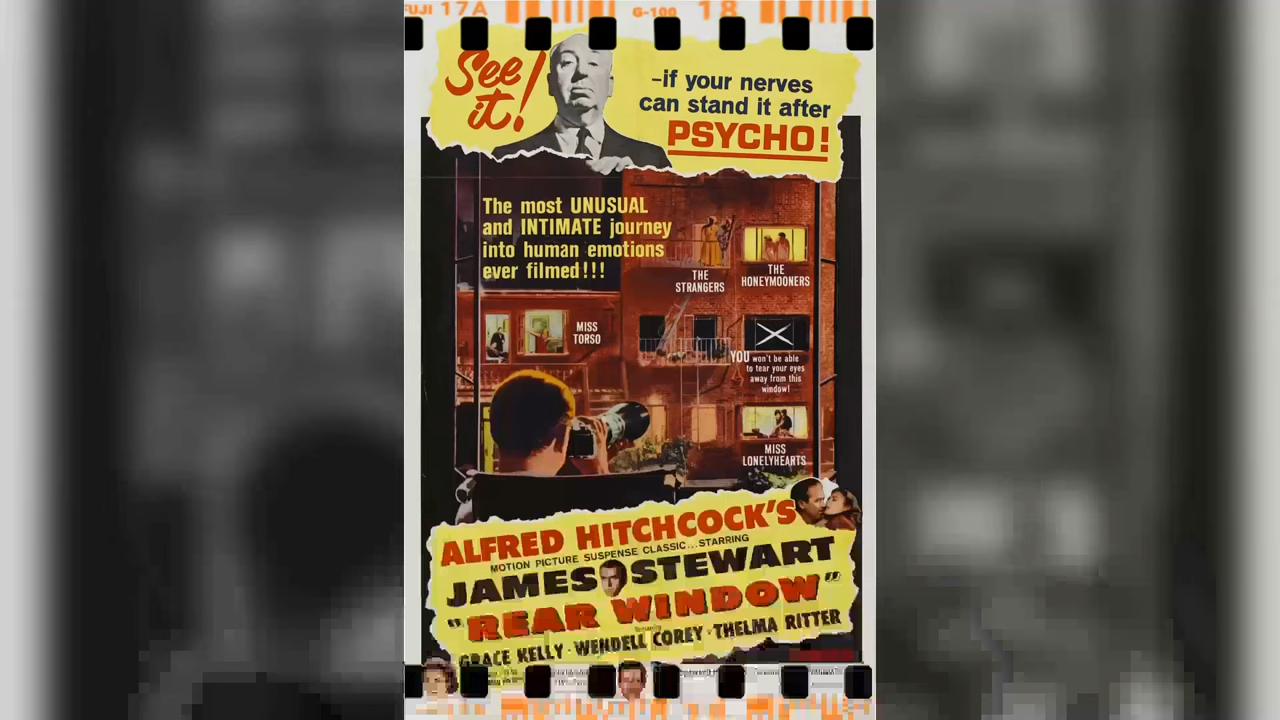 FUJI 17A G-100 18
See
it!
-if your nerves
can stand it after
PSYCHO!
The most UNUSUAL
and INTIMATE journey
into human emotions
ever filmed!!!
THE
STRANGERS
THE
HONEYMOONERS
MISS
TORSO
YOU won't be able
to tear your eyes
away from this
window!
MISS
LONELYHEARTS
ALFRED HITCHCOCK'S
MOTION PICTURE SUSPENSE CLASSIC...STARRING
JAMES STEWART
"REAR WINDOW"
GRACE KELLY · WENDELL COREY · THELMA RITTER